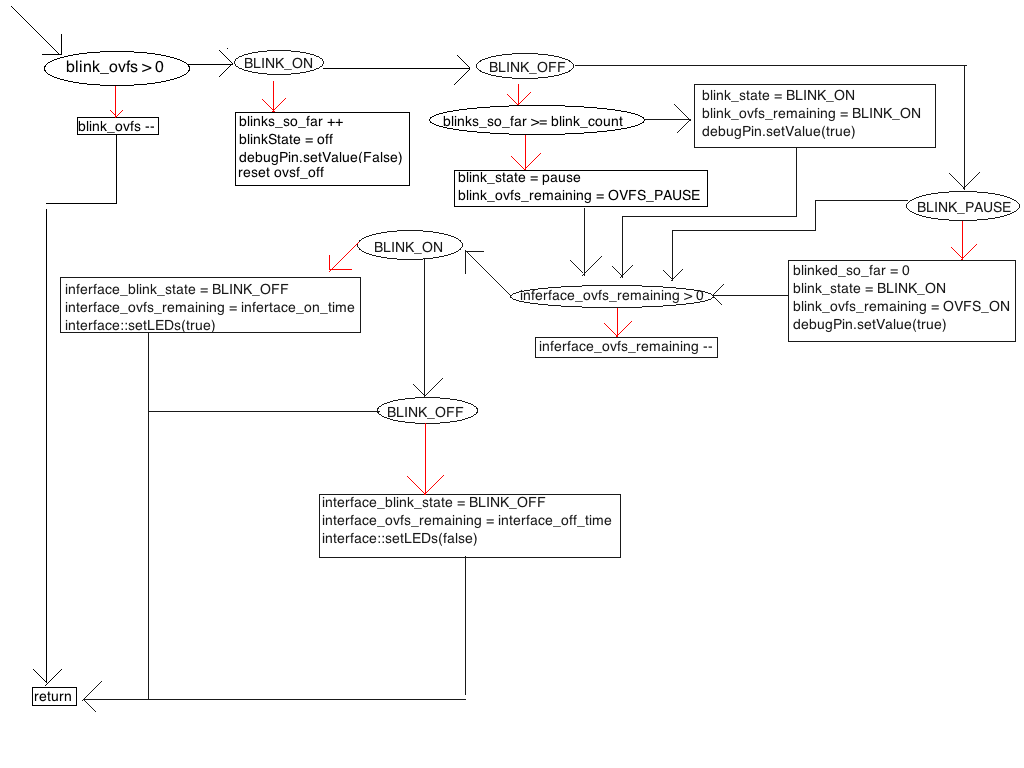 blink_ovfs > 0
BLINK_ON
BLINK_OFF
blink_ovfs --
blinks_so_far ++
blinkState = off
debugPin.setValue(False)
reset ovsf_off
blinks_so_far >= blink_count
blink_state = BLINK_ON
blink_ovfs_remaining = BLINK_ON
debugPin.setValue(true)
blink_state = pause
blink_ovfs_remaining = OVFS_PAUSE
BLINK_PAUSE
blinked_so_far = 0
blink_state = BLINK_ON
blink_ovfs_remaining = OVFS_ON
debugPin.setValue(true)
inferface_ovfs_remaining > 0
inferface_ovfs_remaining --
BLINK_ON
inferface_blink_state = BLINK_OFF
interface_ovfs_remaining = infertace_on_time
interface::setLEDs(true)
BLINK_OFF
interface_blink_state = BLINK_OFF
interface_ovfs_remaining = interface_off_time
interface::setLEDs(false)
return